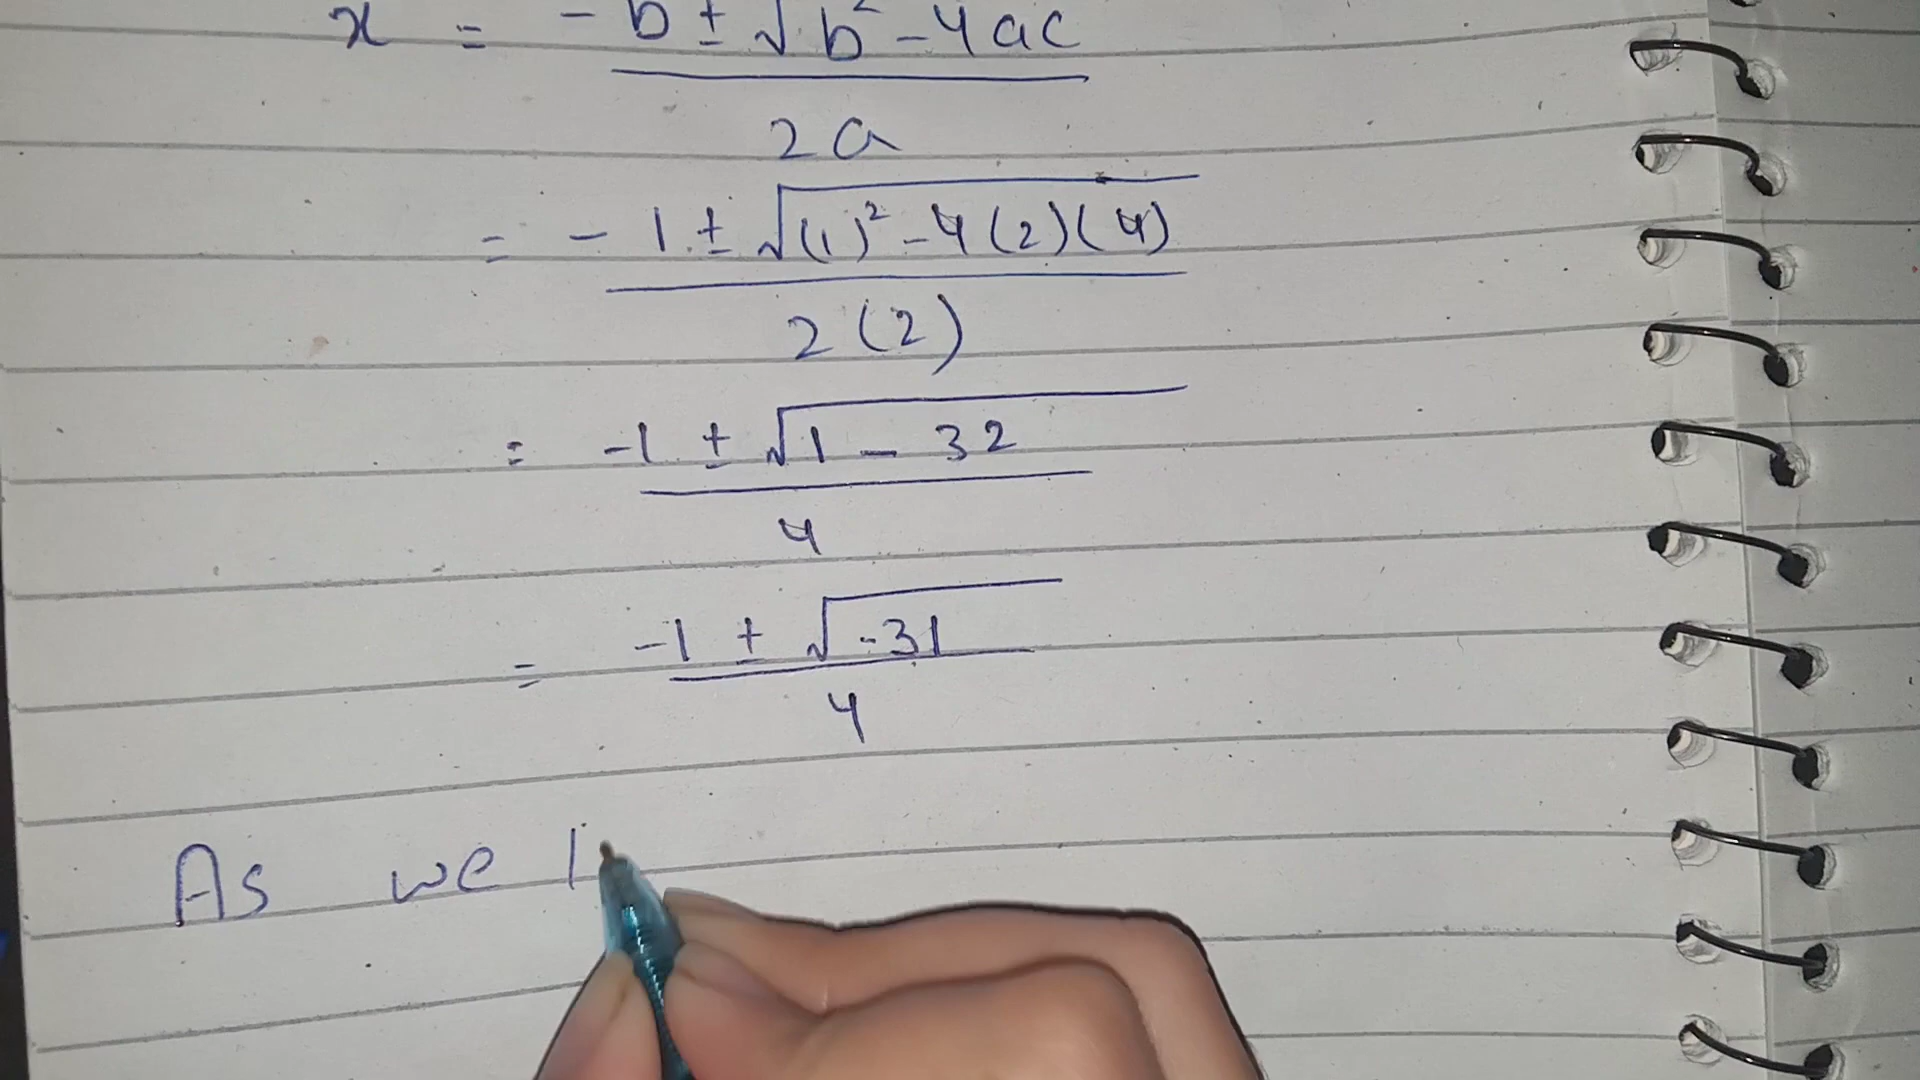 x = -b ± √b² - 4ac
2a
= -1 ± √(1)² - 4(2)(4)
2(2)
= -1 ± √1 - 32
4
= -1 ± √-31
4
As we